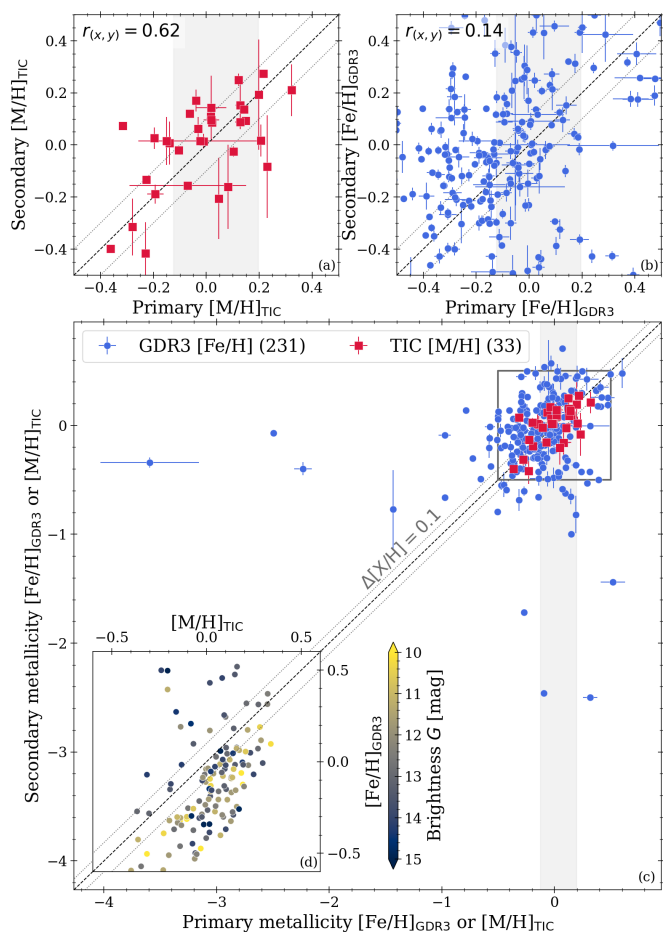 r(x, y) = 0.62
r(x, y) = 0.14
Secondary [M/H]TIC
0.4
0.2
0.0
−0.2
−0.4
(a)
−0.4 −0.2 0.0 0.2 0.4
Primary [M/H]TIC
Secondary [Fe/H]GDR3
0.4
0.2
0.0
−0.2
−0.4
(b)
−0.4 −0.2 0.0 0.2 0.4
Primary [Fe/H]GDR3
GDR3 [Fe/H] (231) TIC [M/H] (33)
Secondary metallicity [Fe/H]GDR3 or [M/H]TIC
0
−1
−2
−3
−4
Δ[X/H] = 0.1
[M/H]TIC
−0.5 0.0 0.5
0.5
0.0
−0.5
[Fe/H]GDR3
(d)
10
11
12
13
14
15
Brightness G [mag]
(c)
−4 −3 −2 −1 0
Primary metallicity [Fe/H]GDR3 or [M/H]TIC